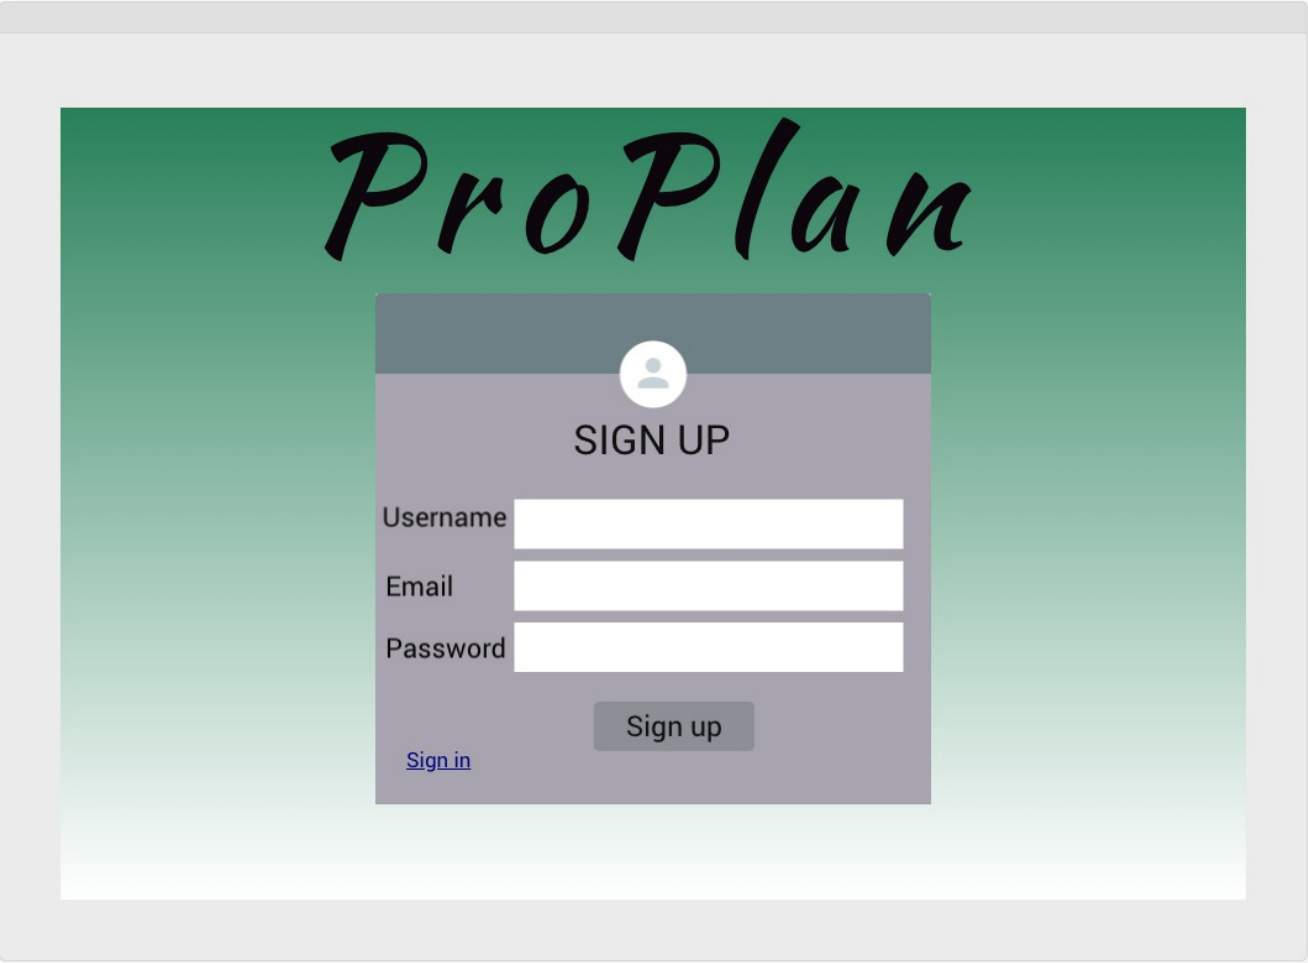 ProPlan
SIGN UP
Username
Email
Password
Sign up
Sign in